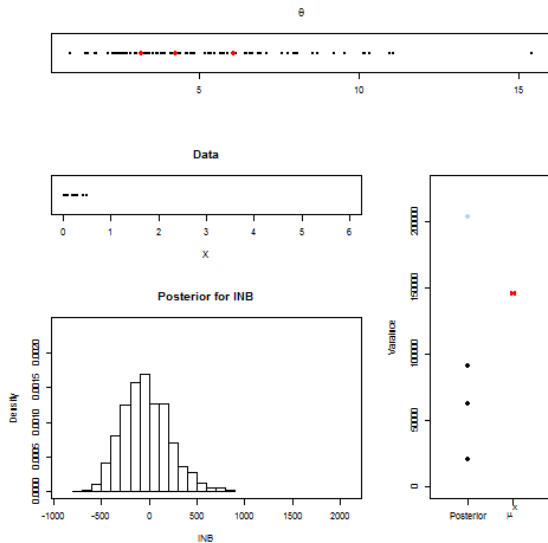 θ
5 10 15
Data
0 1 2 3 4 5 6
X
Posterior for INB
Density
0.0000 0.0005 0.0010 0.0015 0.0020
-1000 -500 0 500 1000 1500 2000
INB
Variance
0 50000 100000 150000 200000
Posterior μ^X